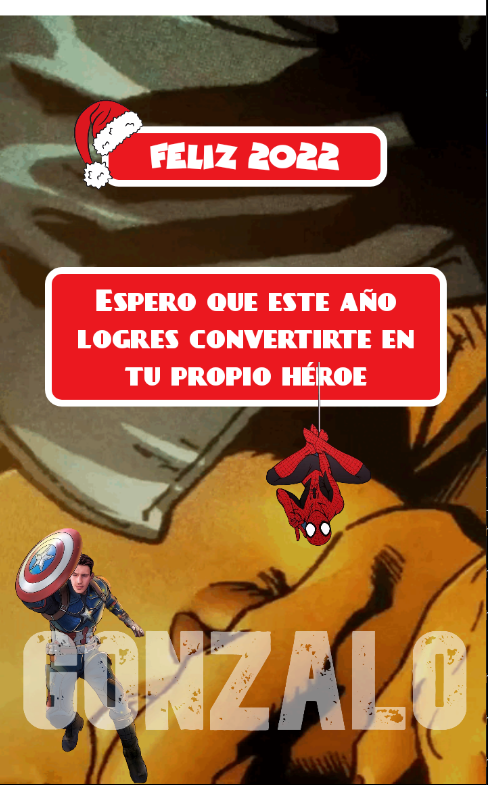 FELIZ 2022
ESPERO QUE ESTE AÑO
LOGRES CONVERTIRTE EN
TU PROPIO HÉROE
GONZALO